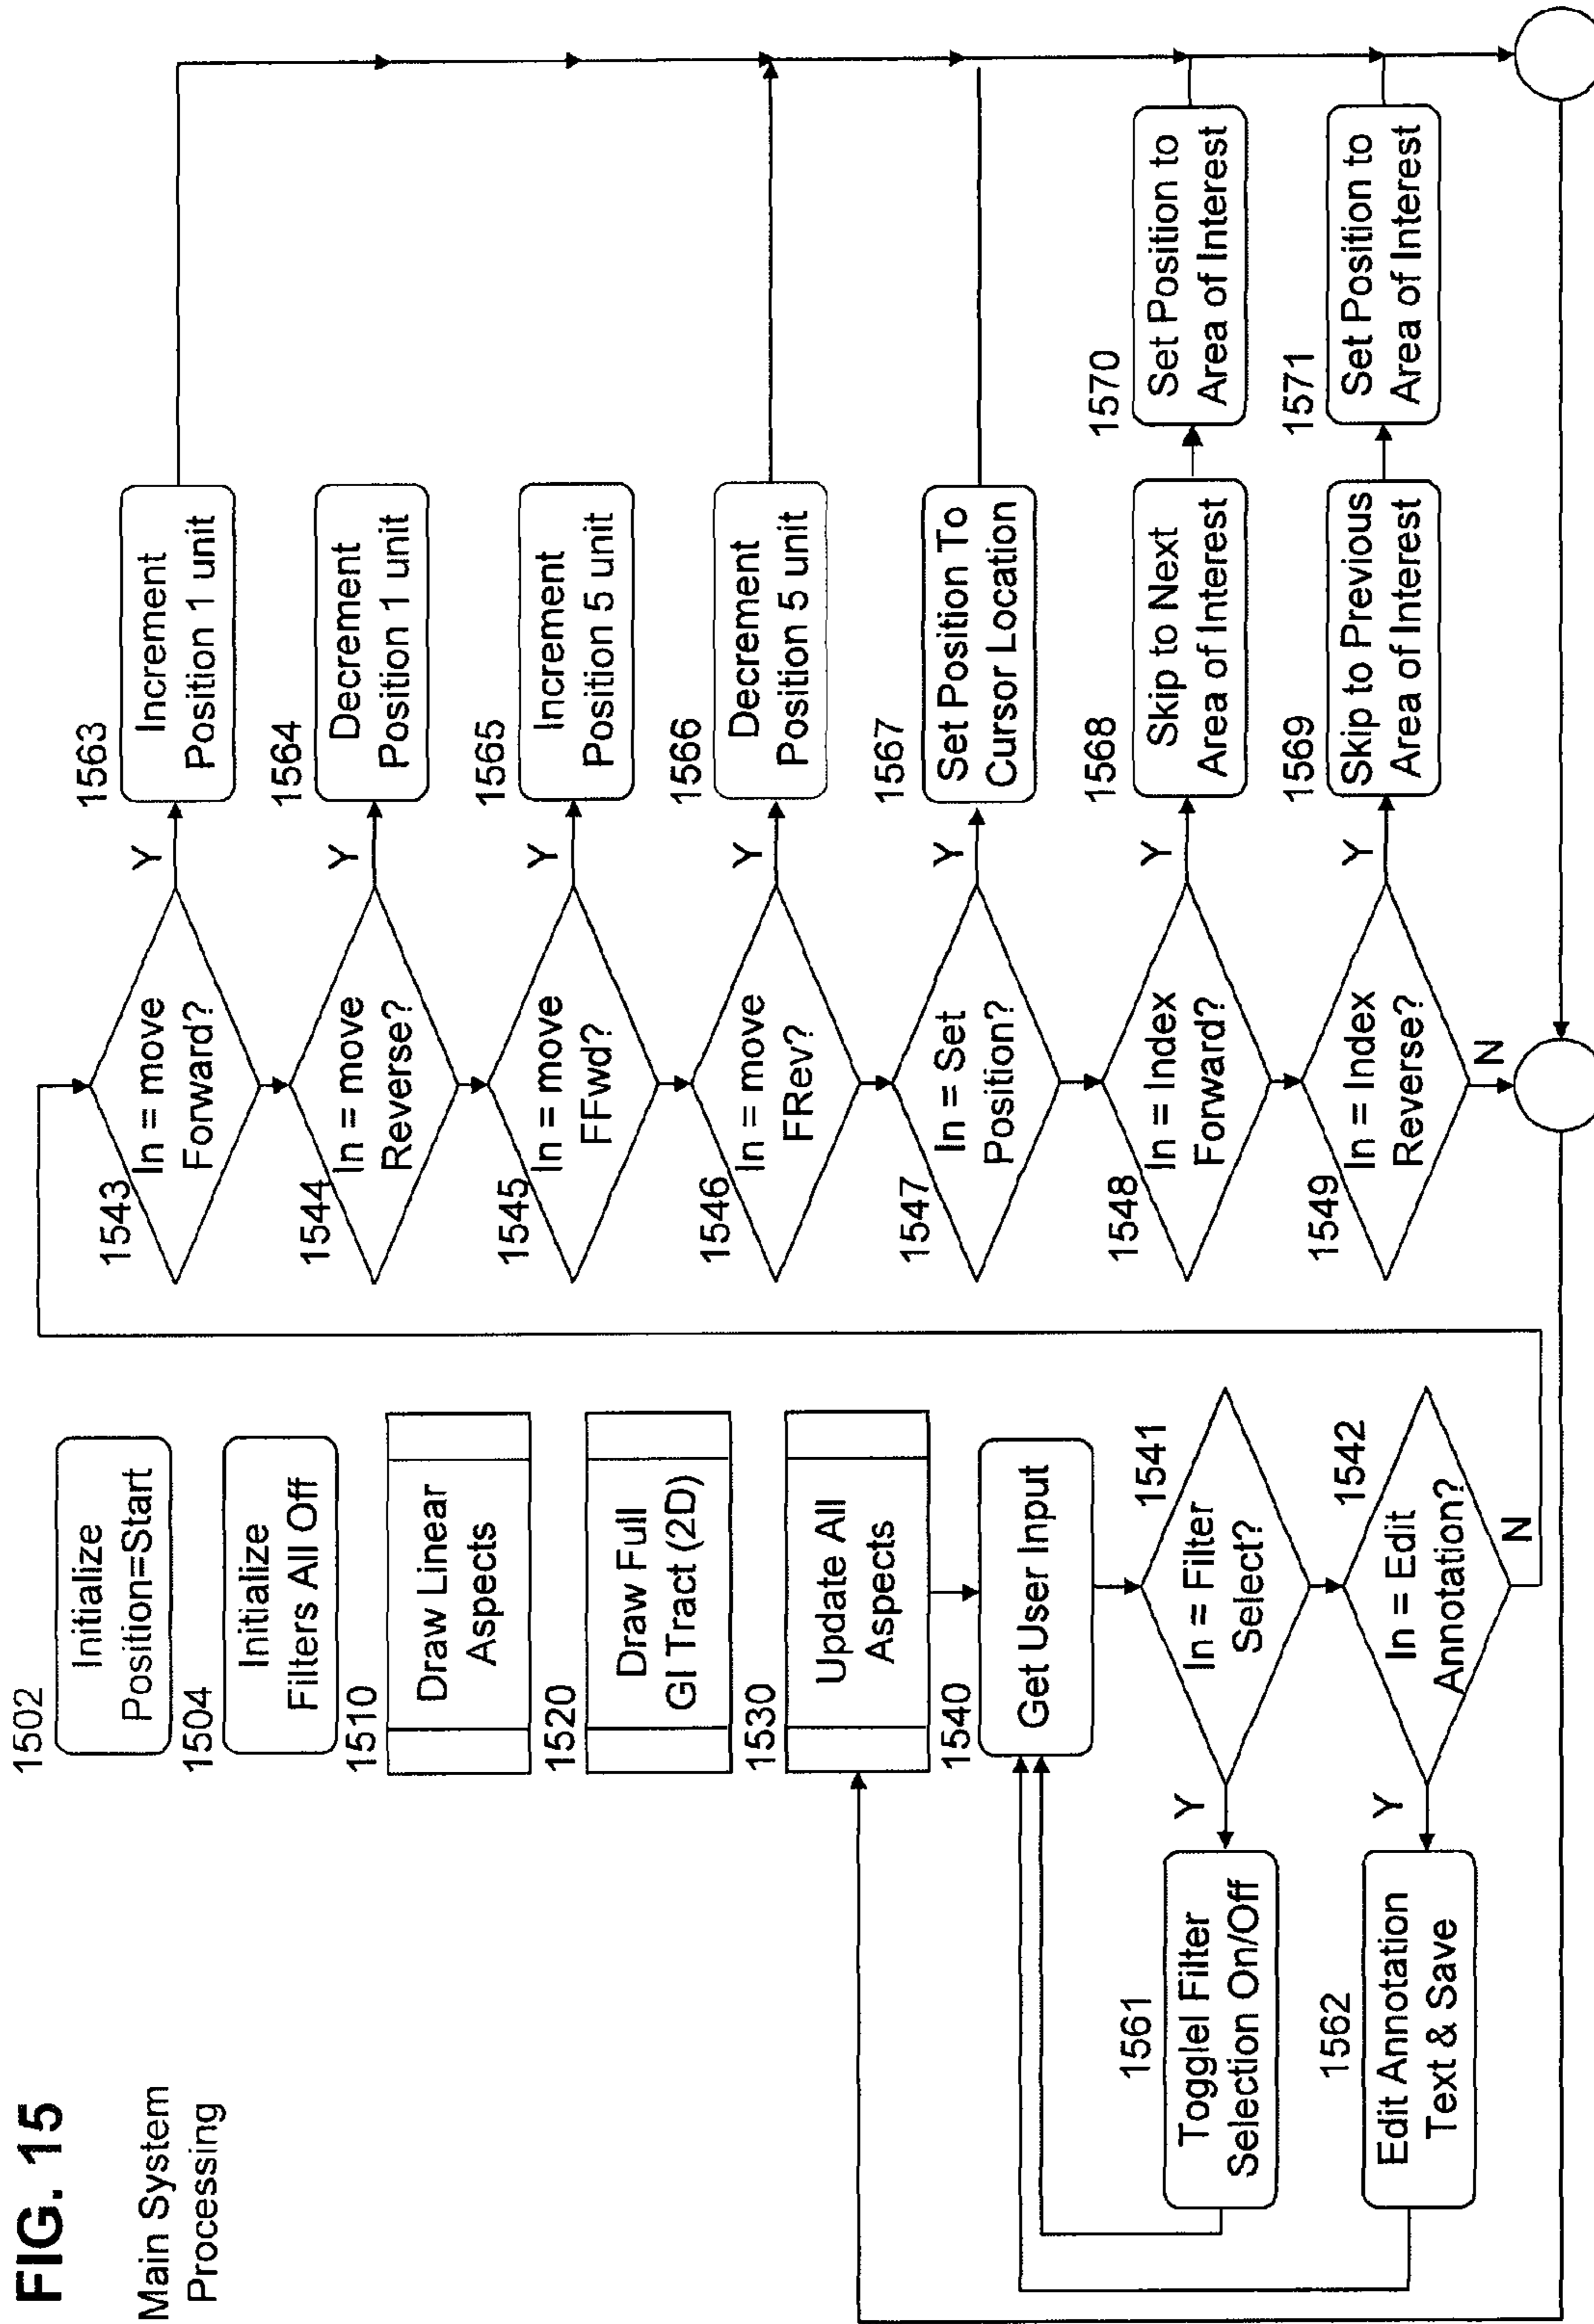 FIG. 15
Main System
Processing
1502
Initialize
Position=Start
1504
Initialize
Filters All Off
1510
Draw Linear
Aspects
1520
Draw Full
GI Tract (2D)
1530
Update All
Aspects
1540
Get User Input
1541
In = Filter
Select?
Y
1561
Togglel Filter
Selection On/Off
1542
In = Edit
Annotation?
Y
N
1562
Edit Annotation
Text & Save
1543
In = move
Forward?
Y
1563
Increment
Position 1 unit
1544
In = move
Reverse?
Y
1564
Decrement
Position 1 unit
1545
In = move
FFwd?
Y
1565
Increment
Position 5 unit
1546
In = move
FRev?
Y
1566
Decrement
Position 5 unit
1547
In = Set
Position?
Y
1567
Set Position To
Cursor Location
1548
In = Index
Forward?
Y
1568
Skip to Next
Area of Interest
1570
Set Position to
Area of Interest
1549
In = Index
Reverse?
Y
N
1569
Skip to Previous
Area of Interest
1571
Set Position to
Area of Interest